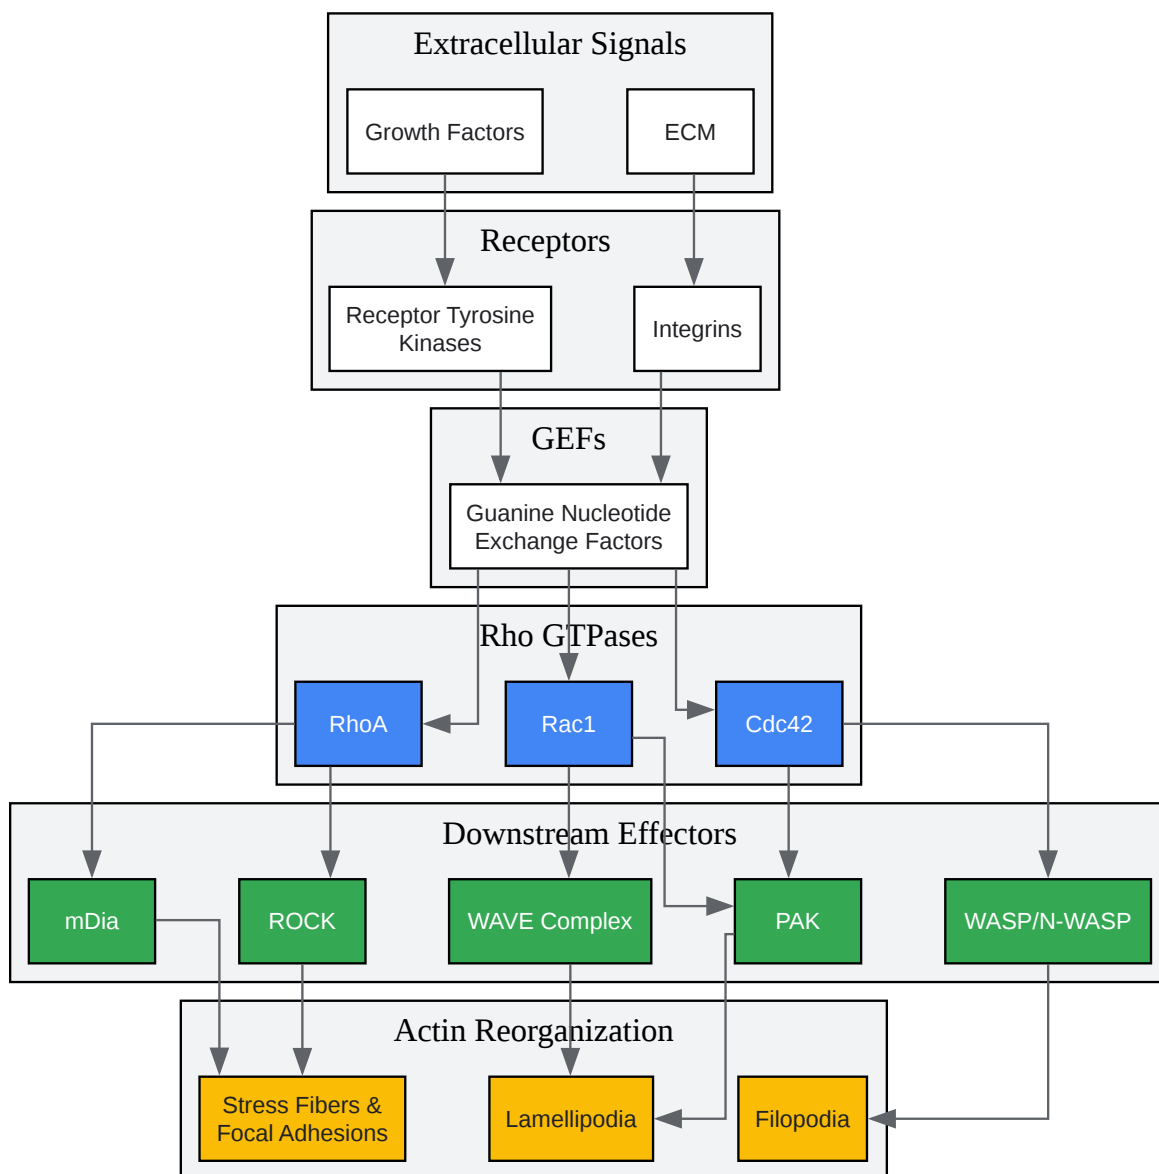 Extracellular Signals
Growth Factors
ECM
Receptors
Receptor Tyrosine
Kinases
Integrins
GEFs
Guanine Nucleotide
Exchange Factors
Rho GTPases
RhoA
Rac1
Cdc42
Downstream Effectors
mDia
ROCK
WAVE Complex
PAK
WASP/N-WASP
Actin Reorganization
Stress Fibers &
Focal Adhesions
Lamellipodia
Filopodia